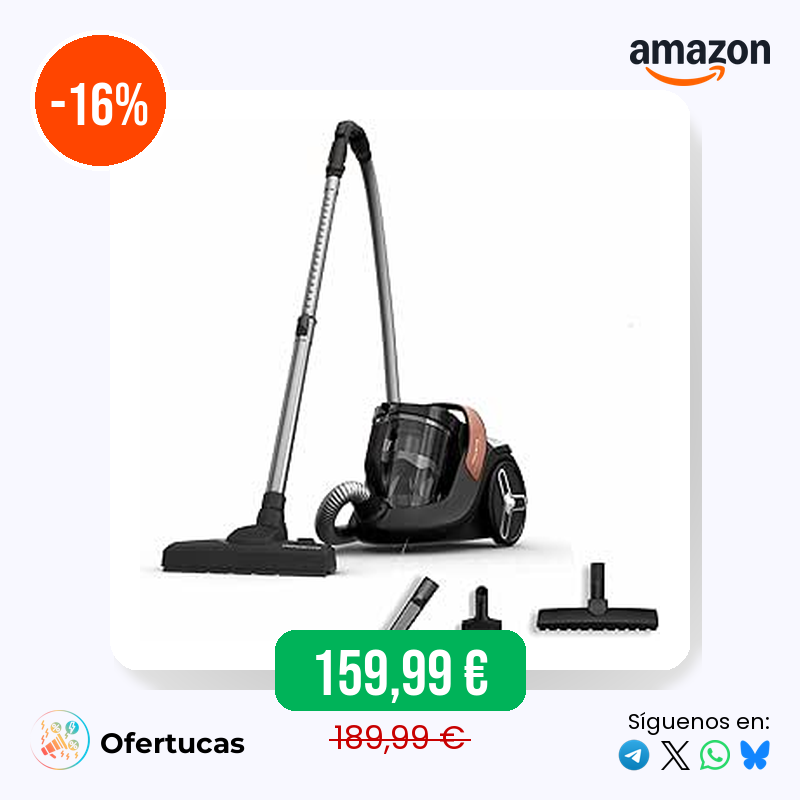 -16%
amazon
159,99 €
189,99 €
Ofertucas
Síguenos en: